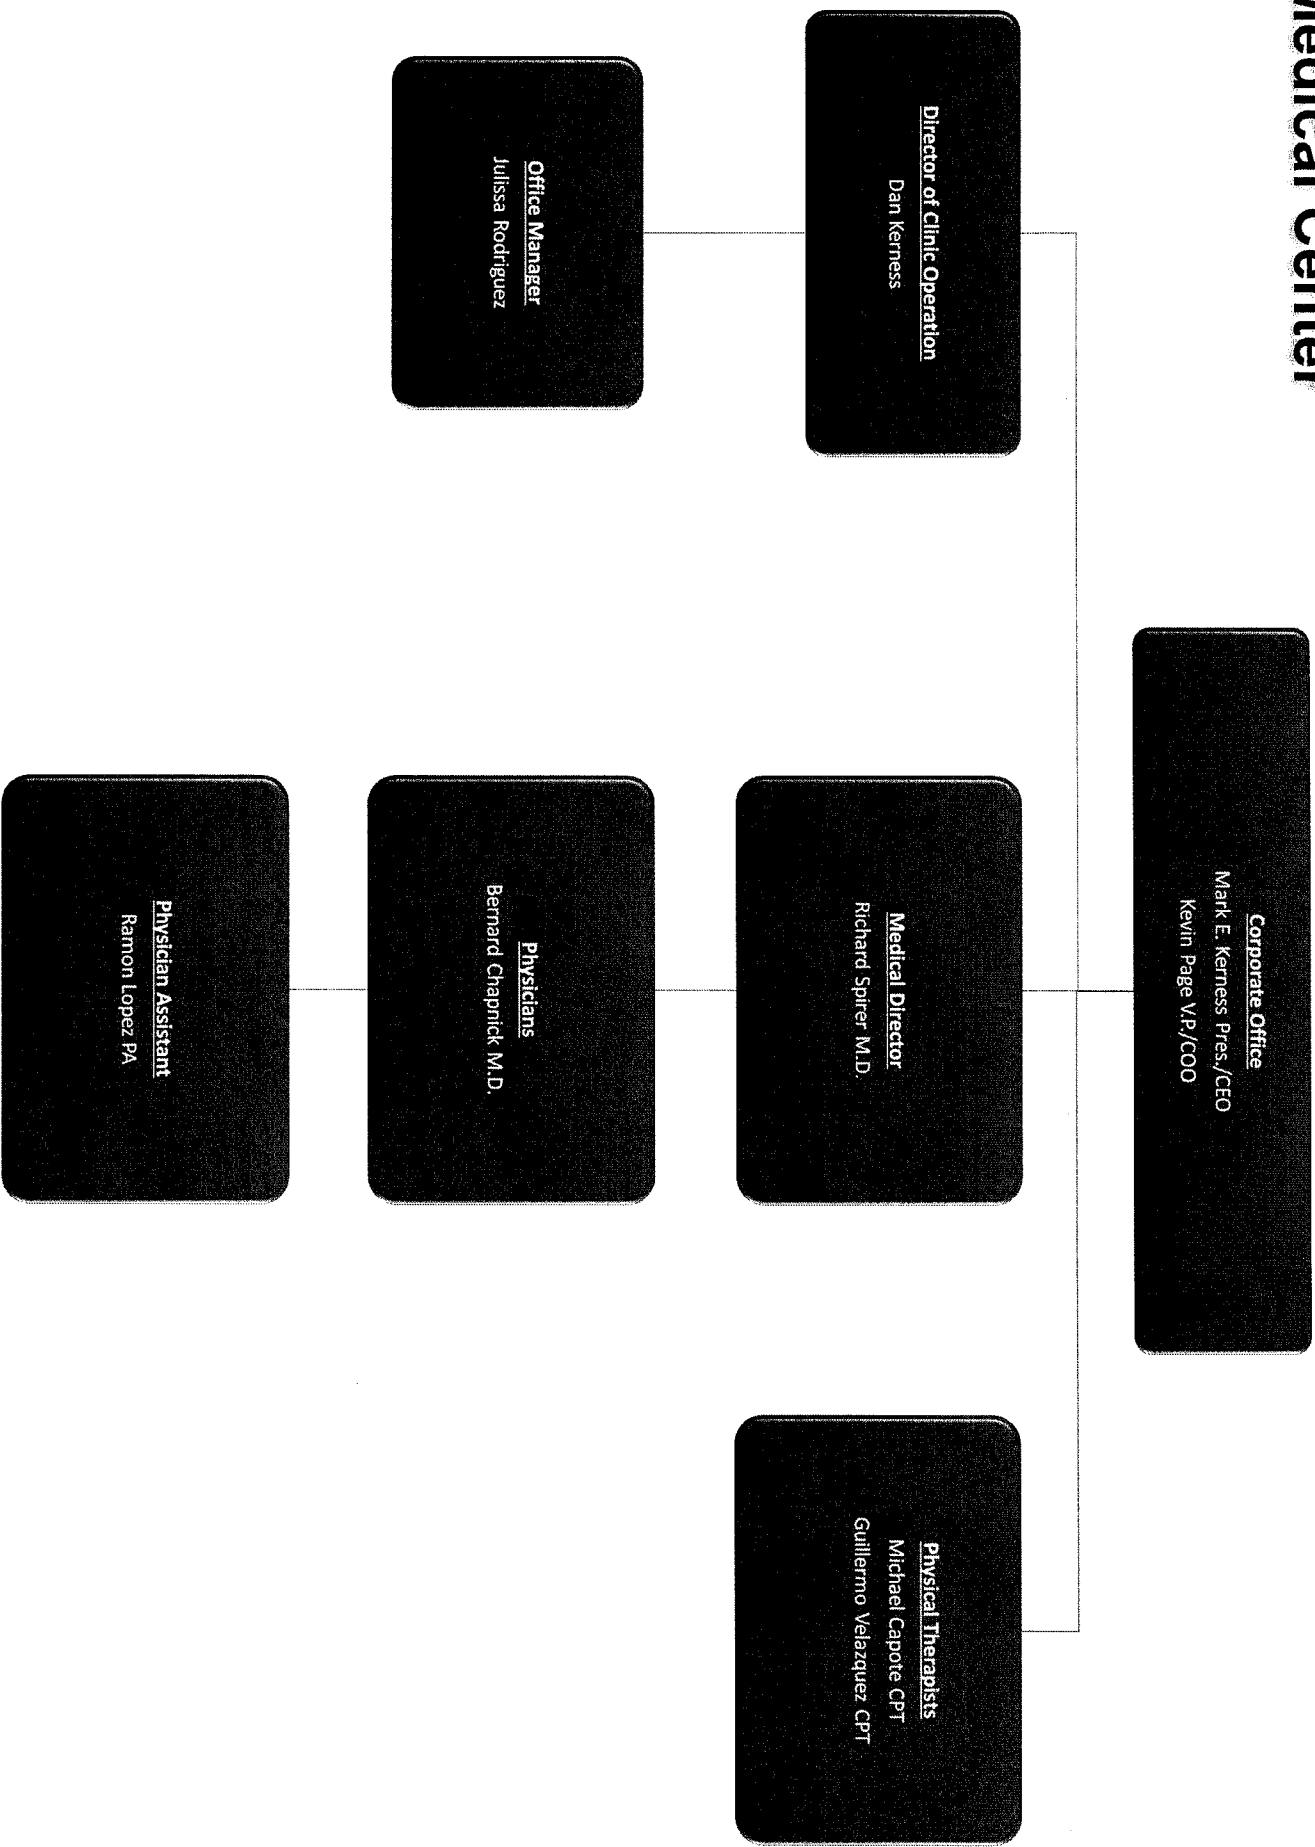 Medical Center
Corporate Office
Mark E. Kerness Pres./CEO
Kevin Page V.P./COO
Director of Clinic Operation
Dan Kerness
Medical Director
Richard Spirer M.D.
Physical Therapists
Michael Capote CPT
Guillermo Velazquez CPT
Office Manager
Julissa Rodriguez
Physicians
Bernard Chapnick M.D.
Physician Assistant
Ramon Lopez PA